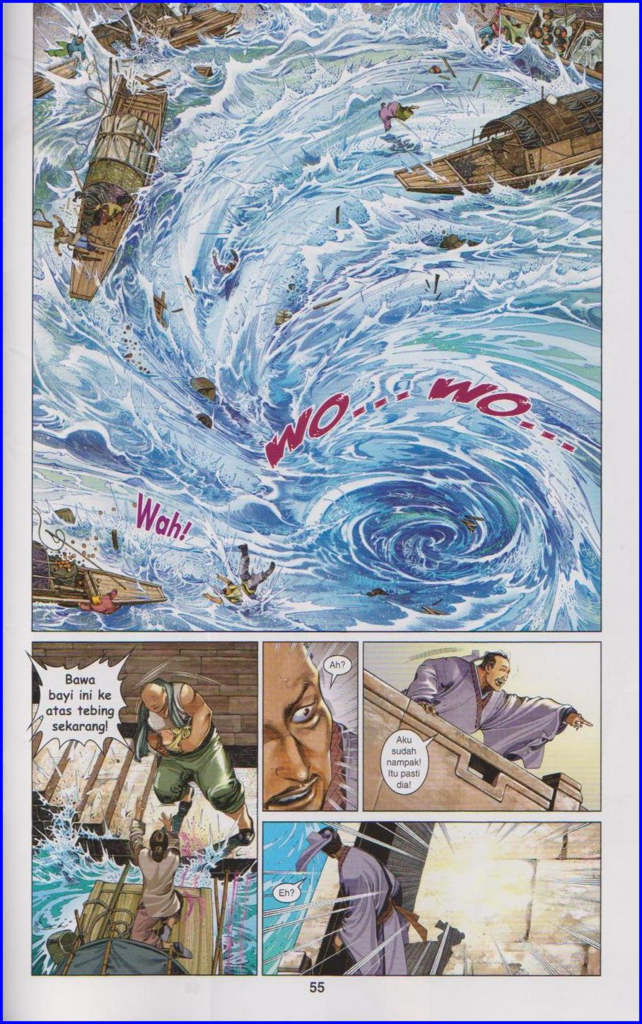 WO... WO...
Wah!
Bawa
bayi ini ke
atas tebing
sekarang!
Ah?
Aku
sudah
nampak!
Itu pasti
dia!
Eh?
55